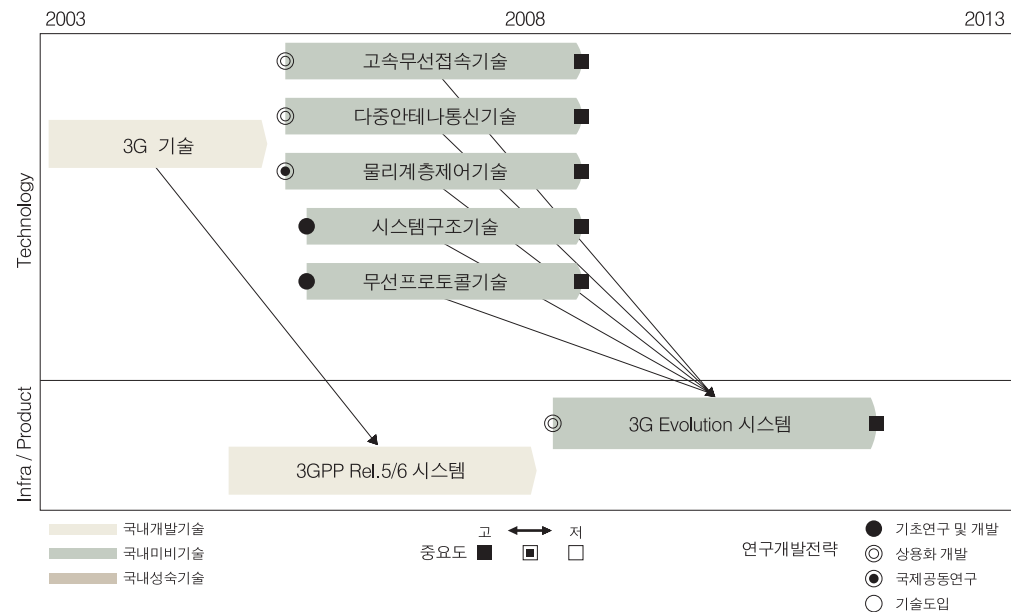 2003 2008 2013
Technology
고속무선접속기술
다중안테나통신기술
3G 기술
물리계층제어기술
시스템구조기술
무선프로토콜기술
Infra / Product
3G Evolution 시스템
3GPP Rel.5/6 시스템
국내개발기술
국내미비기술
국내성숙기술
고 저
중요도
연구개발전략
기초연구 및 개발
상용화 개발
국제공동연구
기술도입